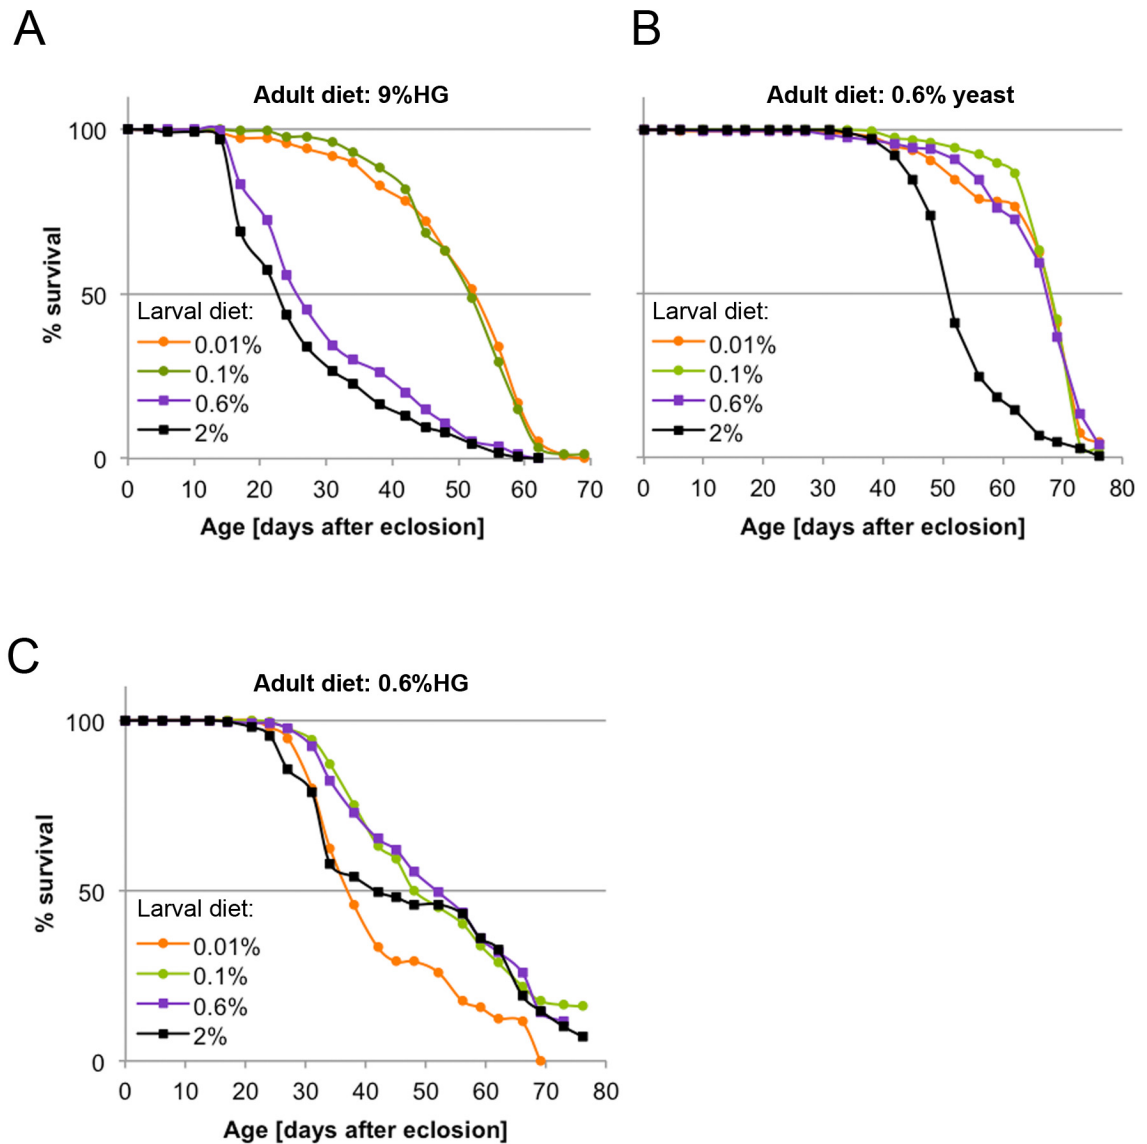 A
Adult diet: 9%HG
% survival
100
50
0
Larval diet:
0.01%
0.1%
0.6%
2%
0 10 20 30 40 50 60 70
Age [days after eclosion]
B
Adult diet: 0.6% yeast
100
50
0
Larval diet:
0.01%
0.1%
0.6%
2%
0 10 20 30 40 50 60 70 80
Age [days after eclosion]
C
Adult diet: 0.6%HG
% survival
100
50
0
Larval diet:
0.01%
0.1%
0.6%
2%
0 10 20 30 40 50 60 70 80
Age [days after eclosion]